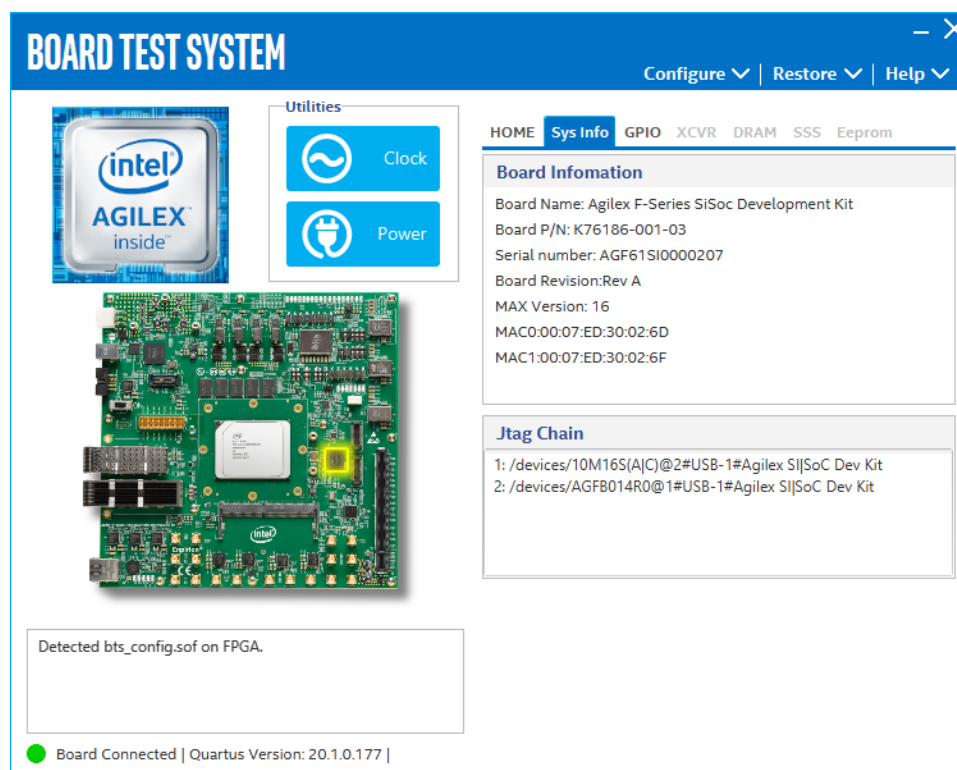 BOARD TEST SYSTEM
Configure | Restore | Help
intel
AGILEX
inside
Utilities
Clock
Power
HOME Sys Info GPIO XCVR DRAM SSS Eeprom
Board Infomation
Board Name: Agilex F-Series SiSoc Development Kit
Board P/N: K76186-001-03
Serial number: AGF61SI0000207
Board Revision:Rev A
MAX Version: 16
MAC0:00:07:ED:30:02:6D
MAC1:00:07:ED:30:02:6F
Jtag Chain
1: /devices/10M16S(A|C)@2#USB-1#Agilex SI|SoC Dev Kit
2: /devices/AGFB014R0@1#USB-1#Agilex SI|SoC Dev Kit
intel
Enpirion
CE
Detected bts_config.sof on FPGA.
Board Connected | Quartus Version: 20.1.0.177 |